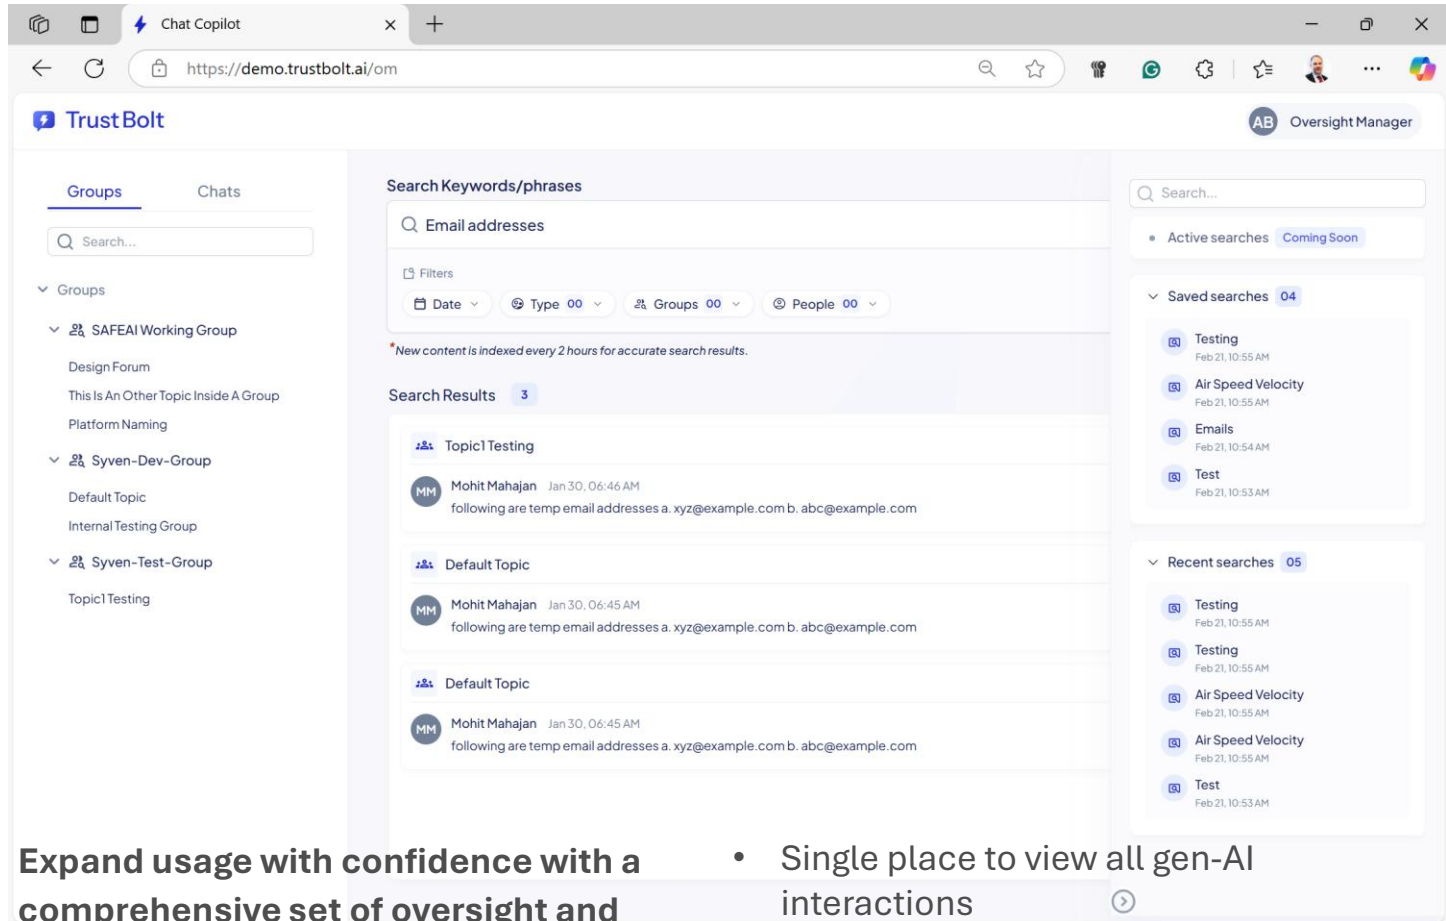 Chat Copilot
https://demo.trustbolt.ai/om
TrustBolt
AB Oversight Manager
Groups Chats
Search...
Groups
SAFEAI Working Group
Design Forum
This Is An Other Topic Inside A Group
Platform Naming
Syven-Dev-Group
Default Topic
Internal Testing Group
Syven-Test-Group
Topic1 Testing
Search Keywords/phrases
Email addresses
Filters
Date Type 00 Groups 00 People 00
*New content is indexed every 2 hours for accurate search results.
Search Results 3
Topic1 Testing
MM Mohit Mahajan Jan 30, 06:46 AM
following are temp email addresses a. xyz@example.com b. abc@example.com
Default Topic
MM Mohit Mahajan Jan 30, 06:45 AM
following are temp email addresses a. xyz@example.com b. abc@example.com
Default Topic
MM Mohit Mahajan Jan 30, 06:45 AM
following are temp email addresses a. xyz@example.com b. abc@example.com
Search...
Active searches Coming Soon
Saved searches 04
Testing
Feb 21, 10:55 AM
Air Speed Velocity
Feb 21, 10:55 AM
Emails
Feb 21, 10:54 AM
Test
Feb 21, 10:53 AM
Recent searches 05
Testing
Feb 21, 10:55 AM
Testing
Feb 21, 10:55 AM
Air Speed Velocity
Feb 21, 10:55 AM
Air Speed Velocity
Feb 21, 10:55 AM
Test
Feb 21, 10:53 AM
Expand usage with confidence with a
comprehensive set of oversight and
• Single place to view all gen-AI
interactions